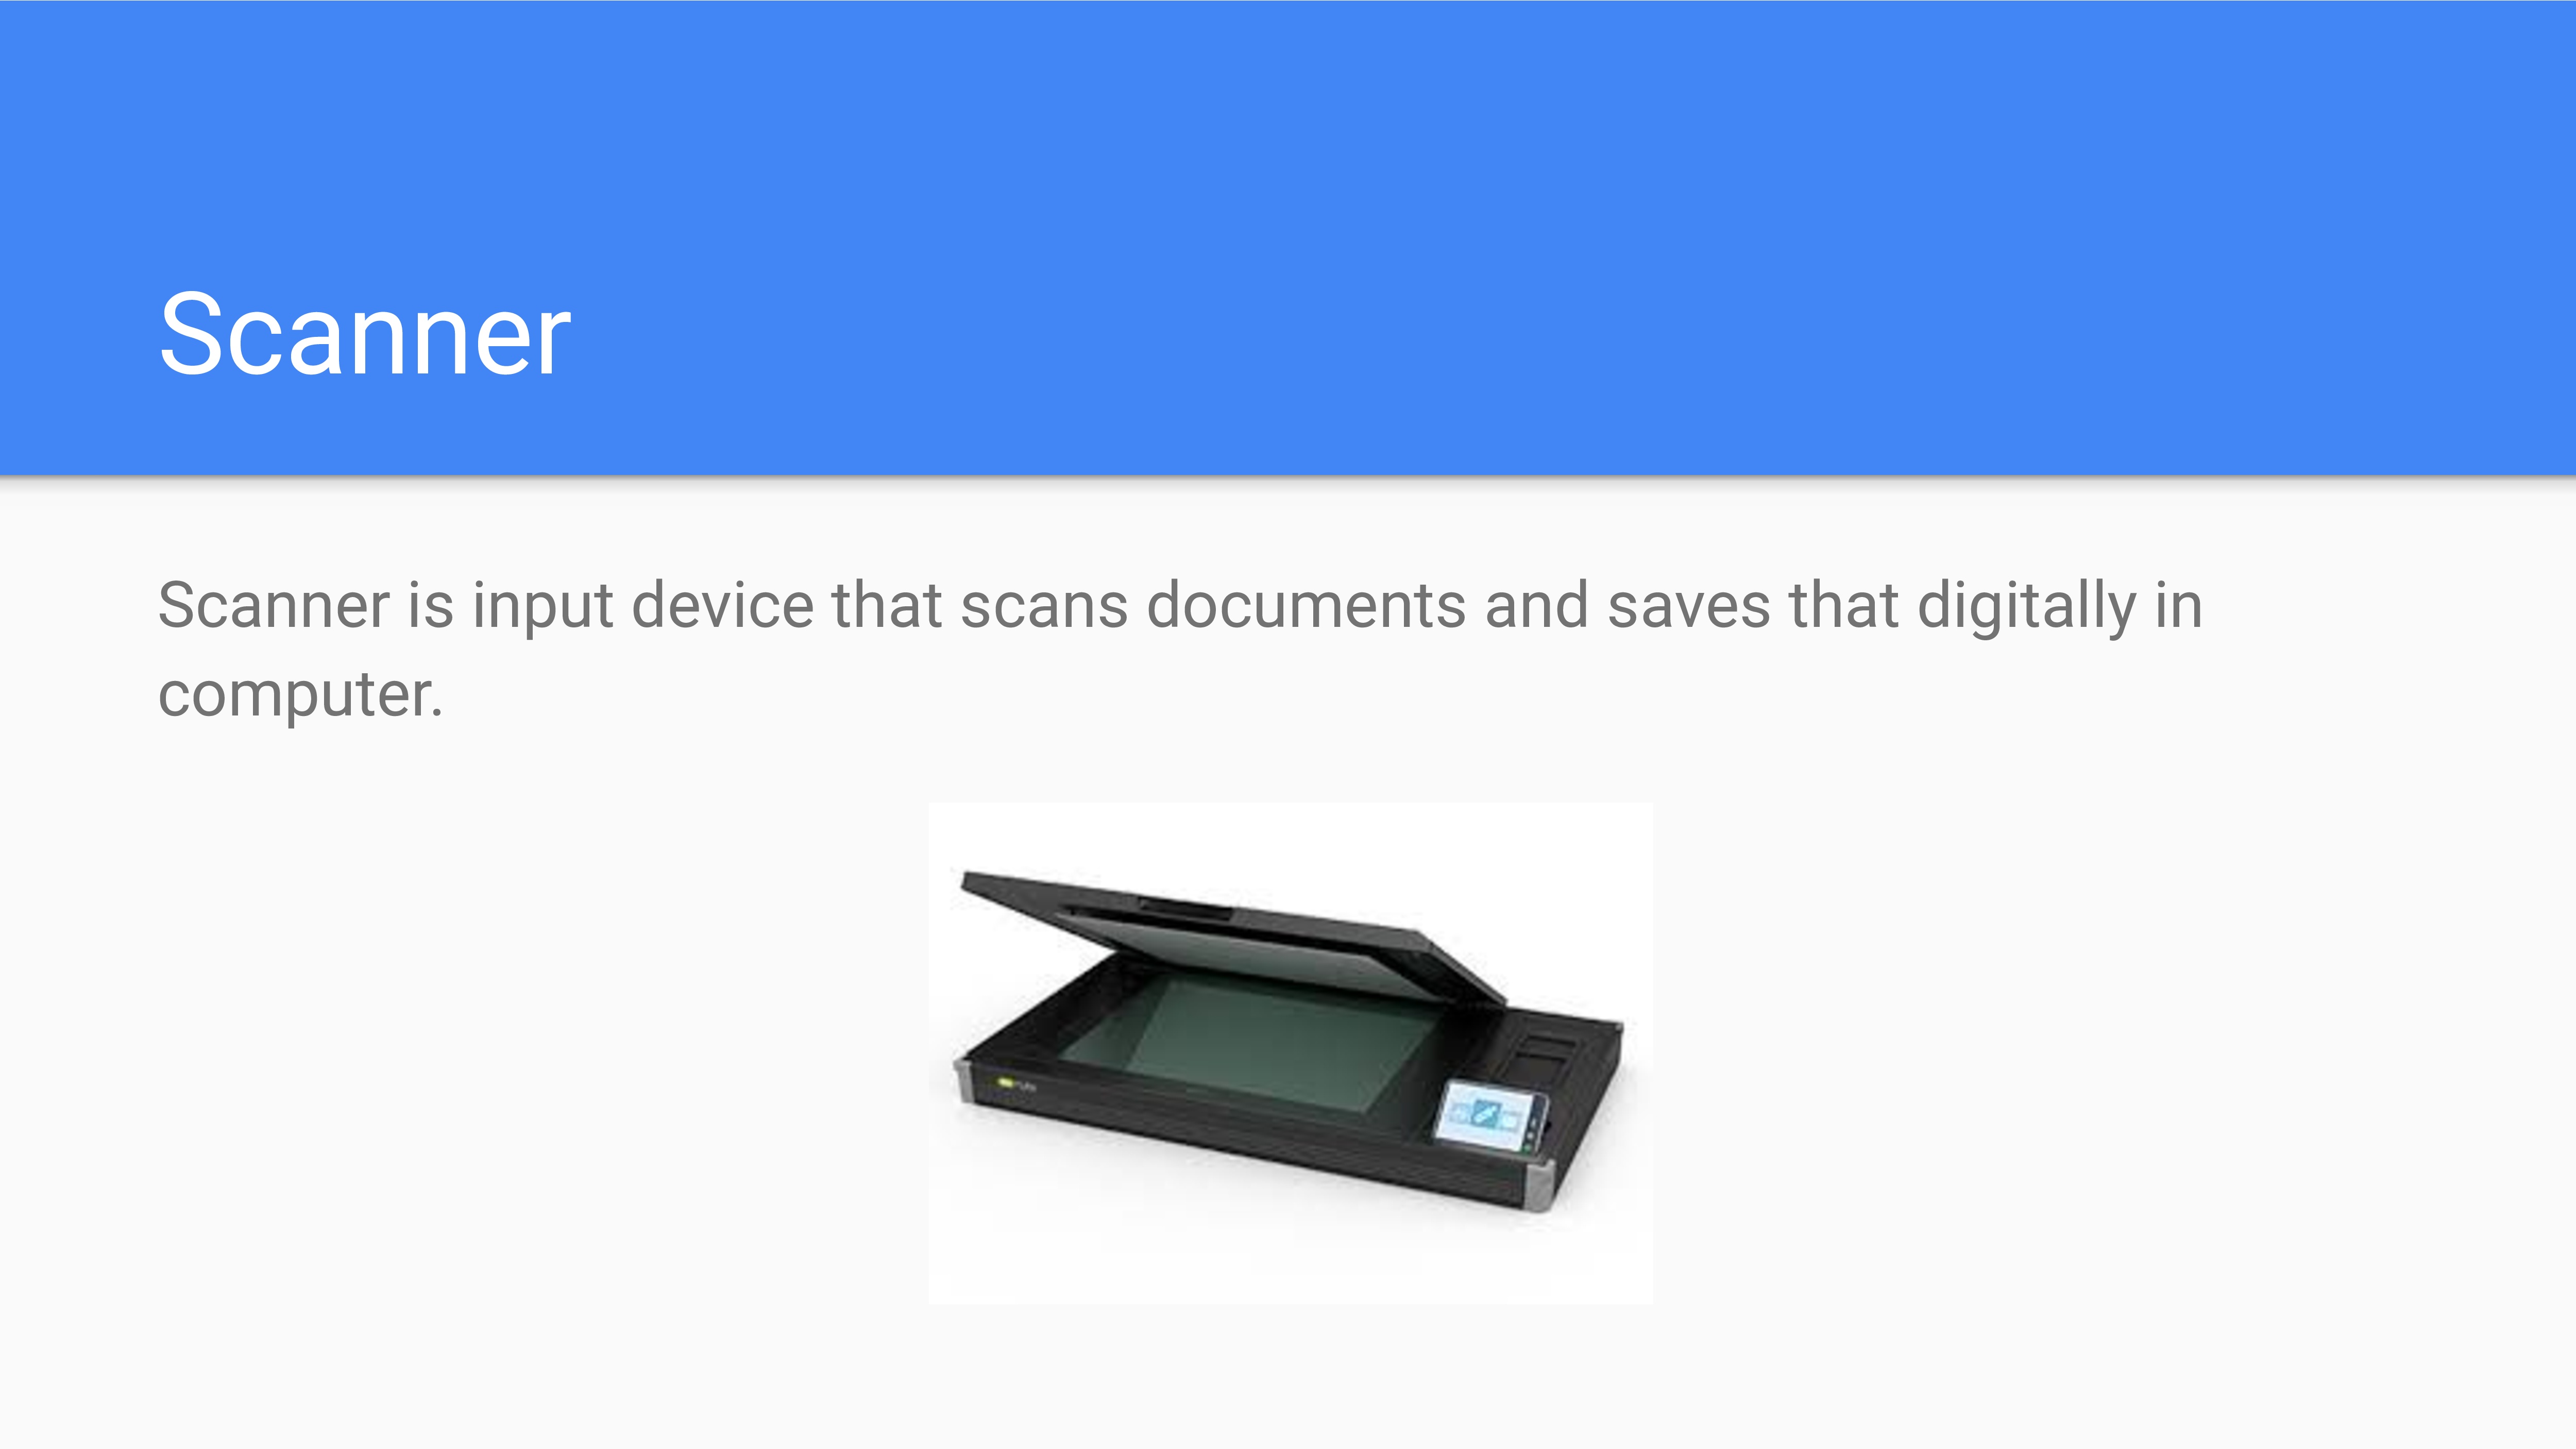 Scanner
Scanner is input device that scans documents and saves that digitally in
computer.